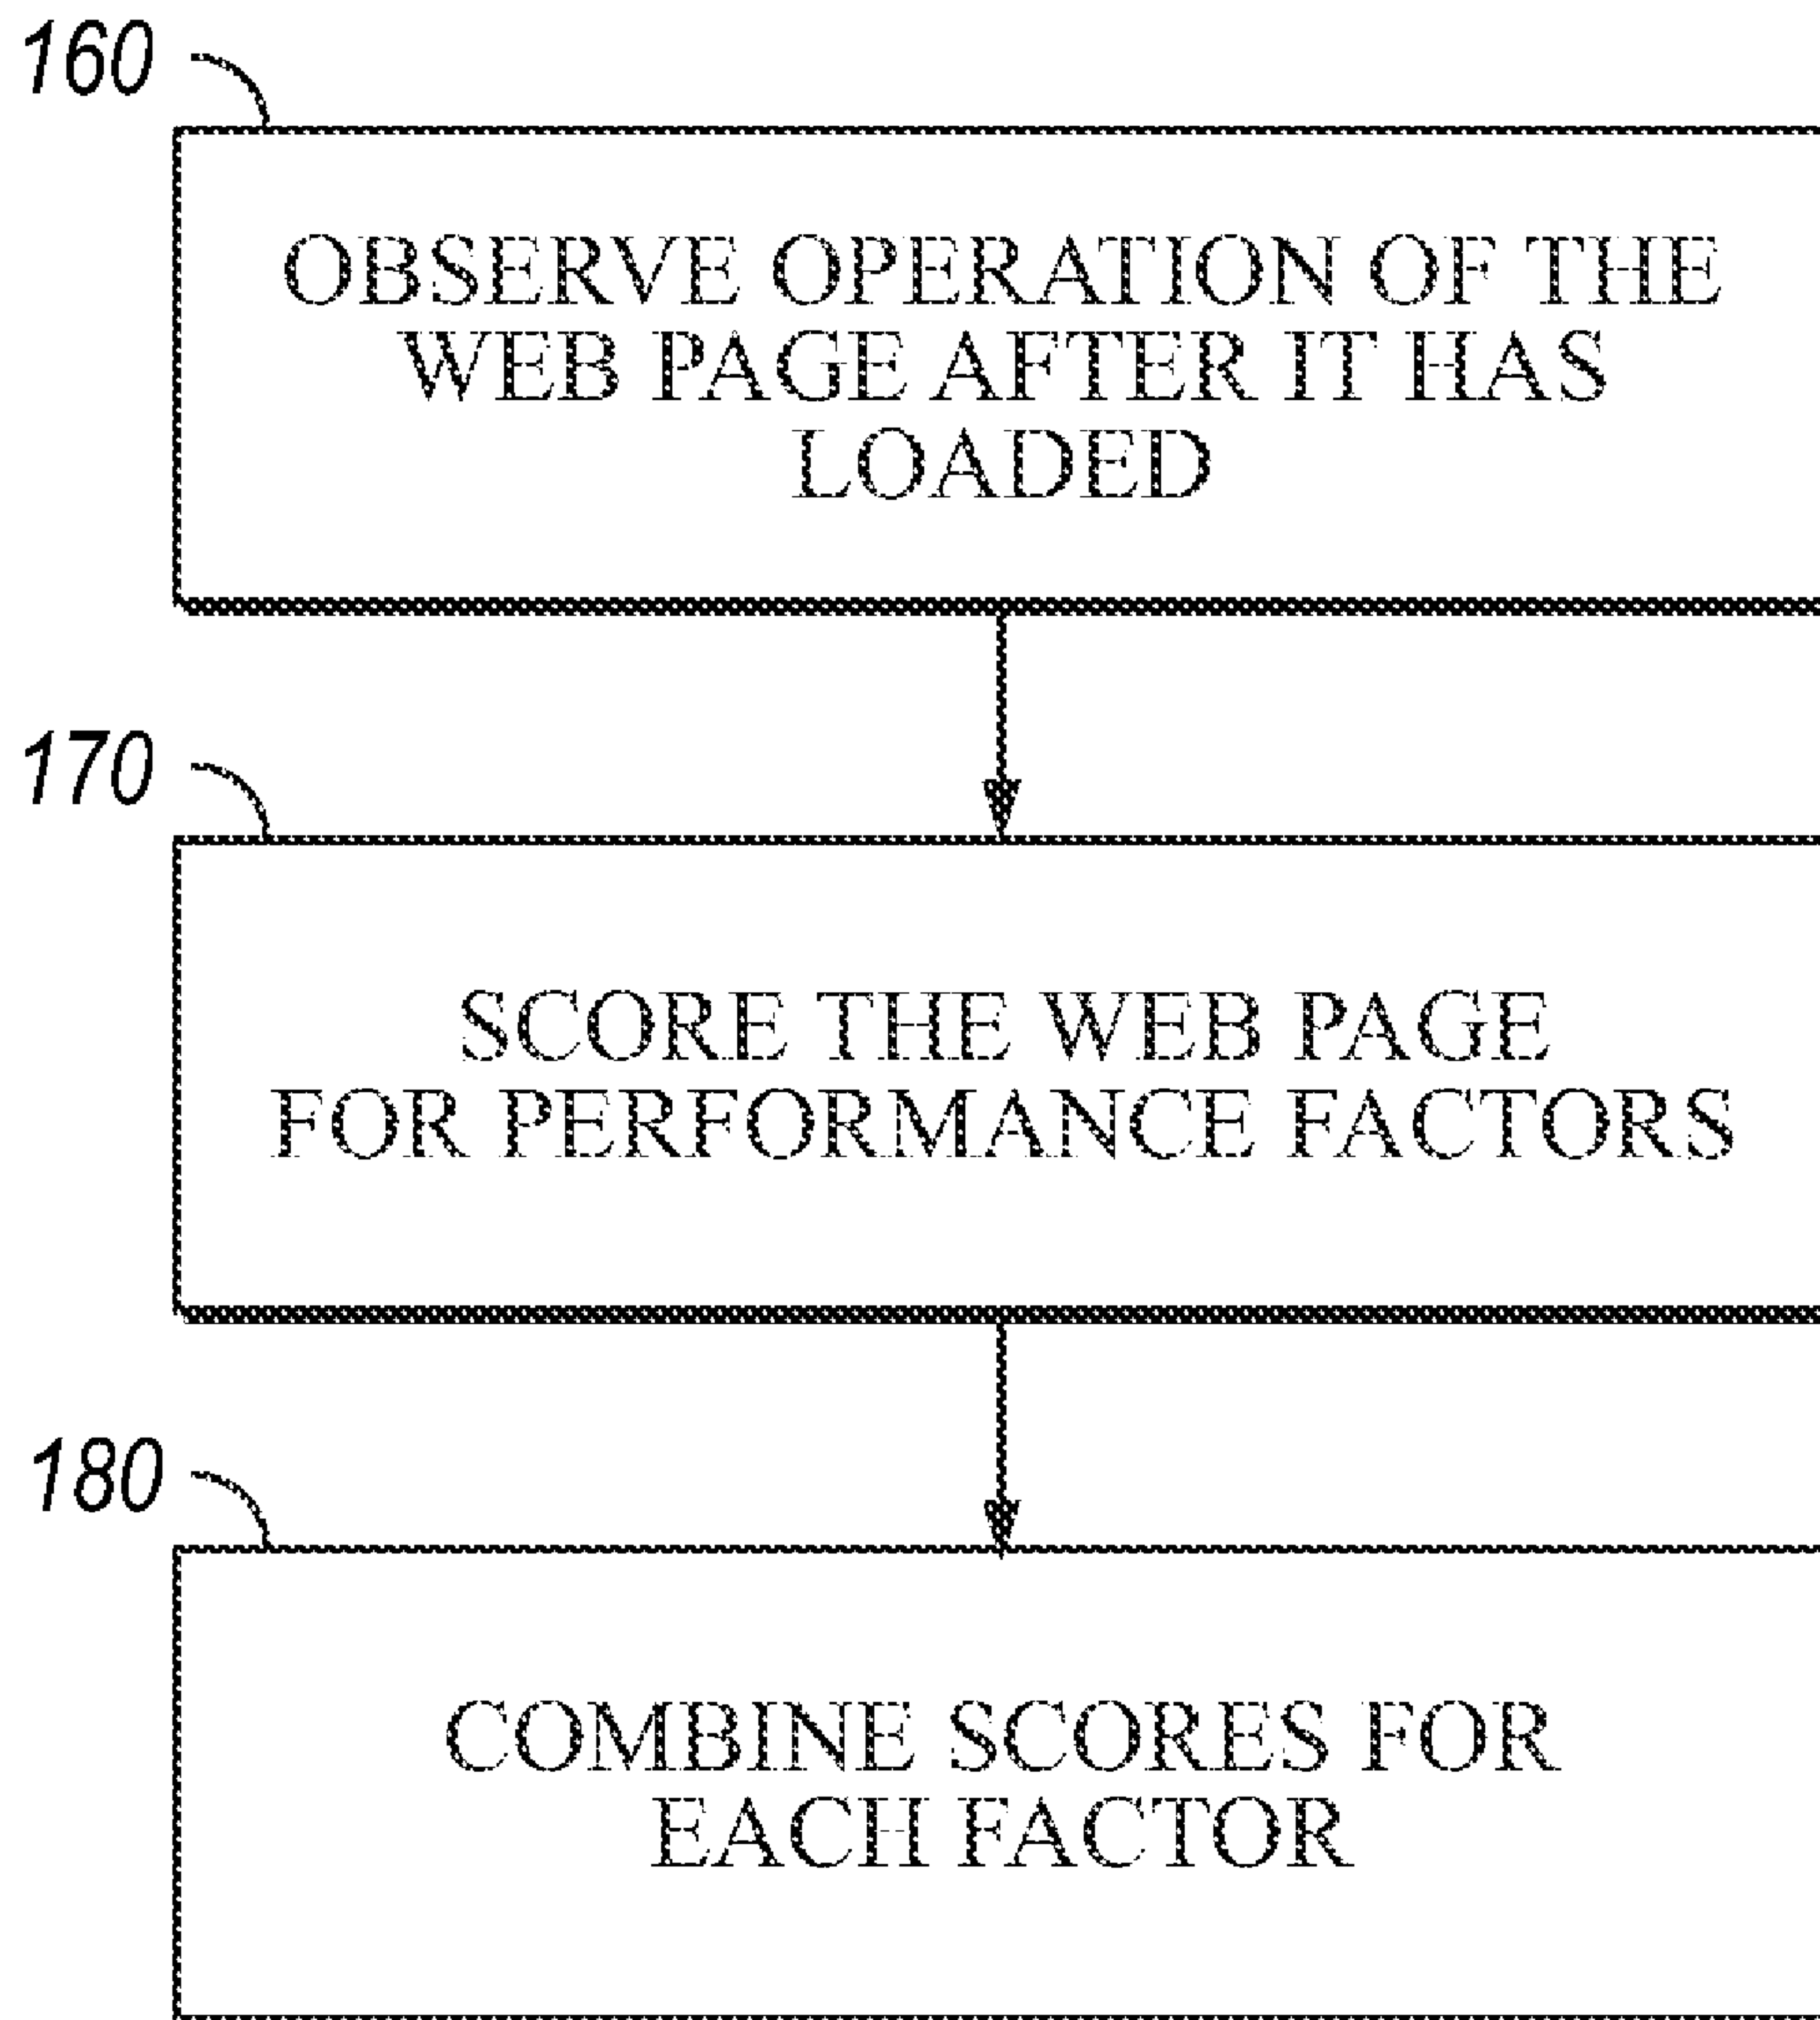 160
OBSERVE OPERATION OF THE
WEB PAGE AFTER IT HAS
LOADED
170
SCORE THE WEB PAGE
FOR PERFORMANCE FACTORS
180
COMBINE SCORES FOR
EACH FACTOR